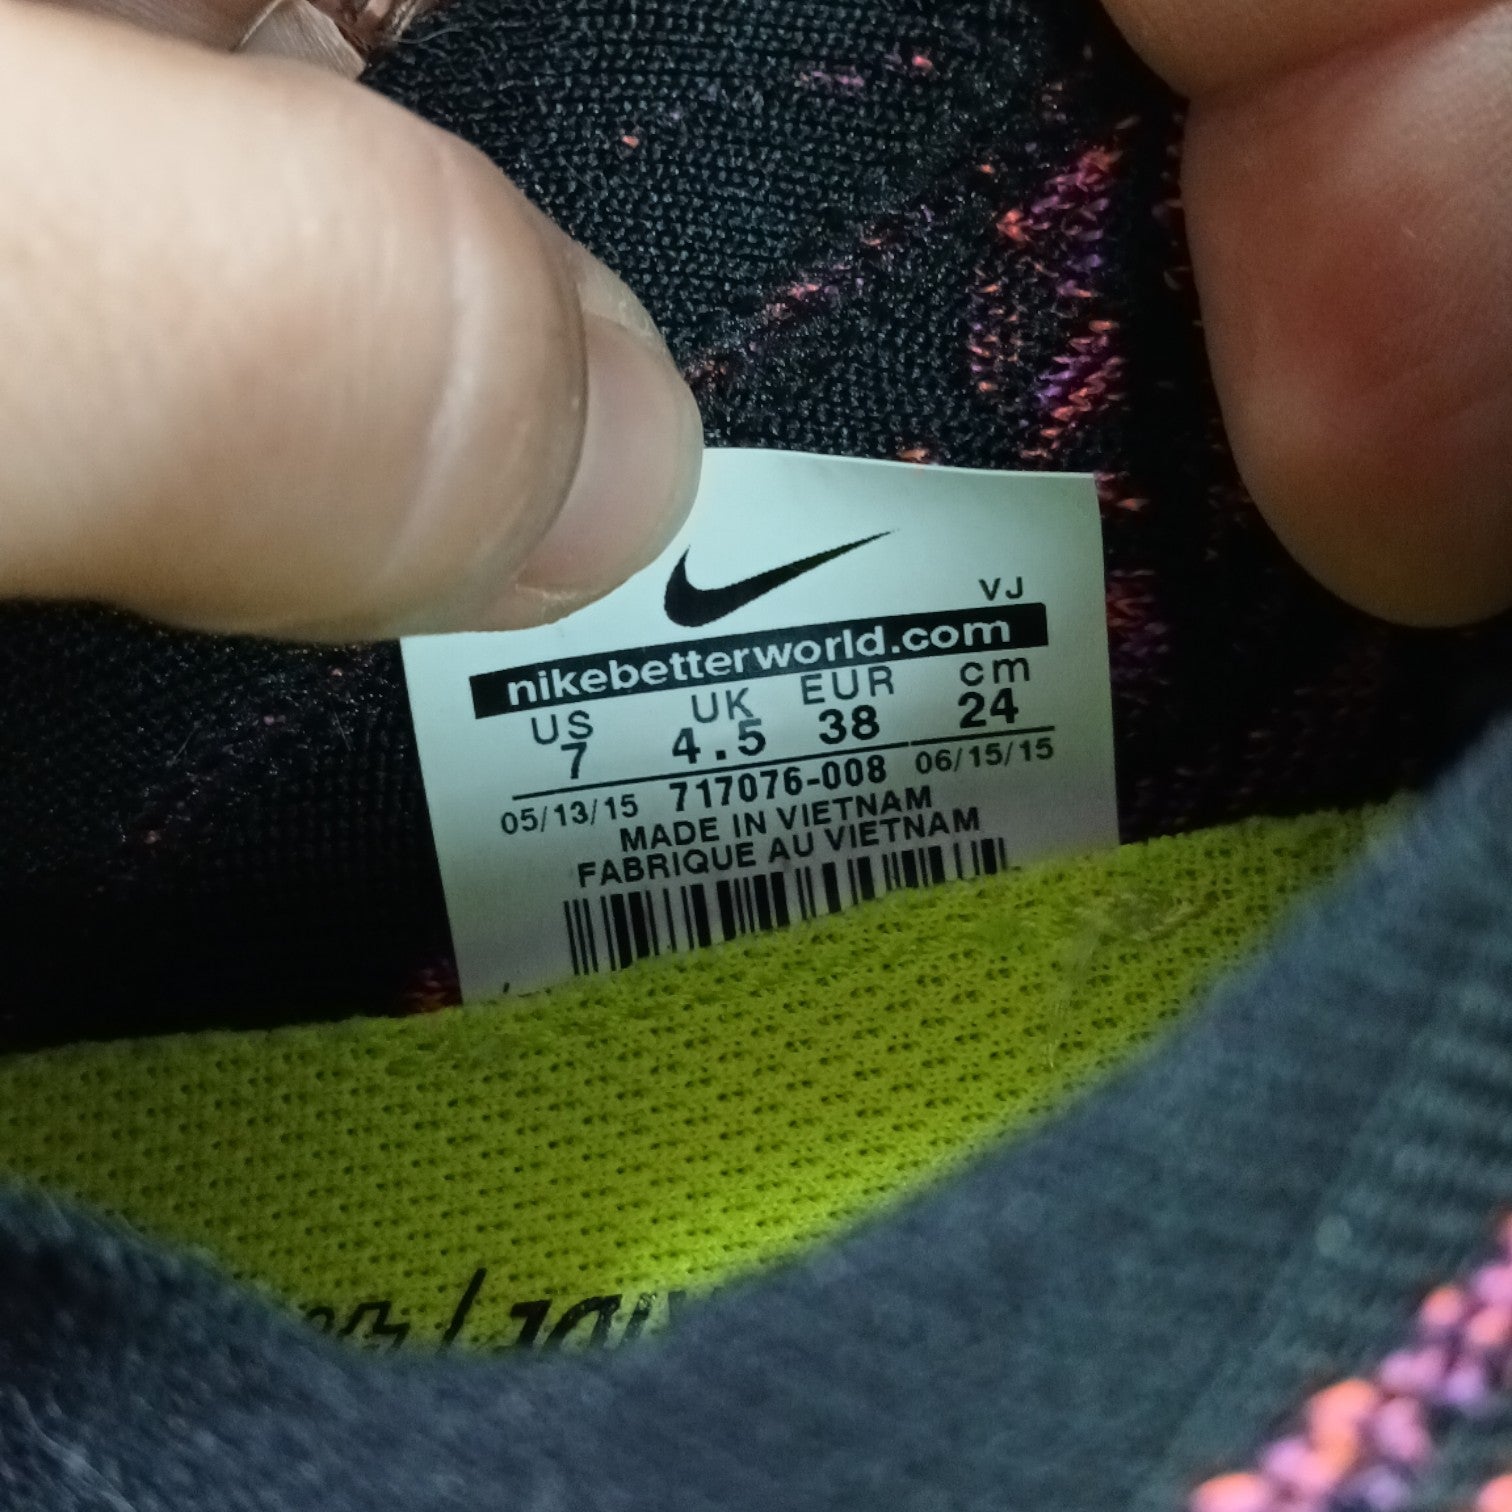 VJ
nikebetterworld.com
US UK EUR cm
7 4.5 38 24
05/13/15 717076-008 06/15/15
MADE IN VIETNAM
FABRIQUE AU VIETNAM